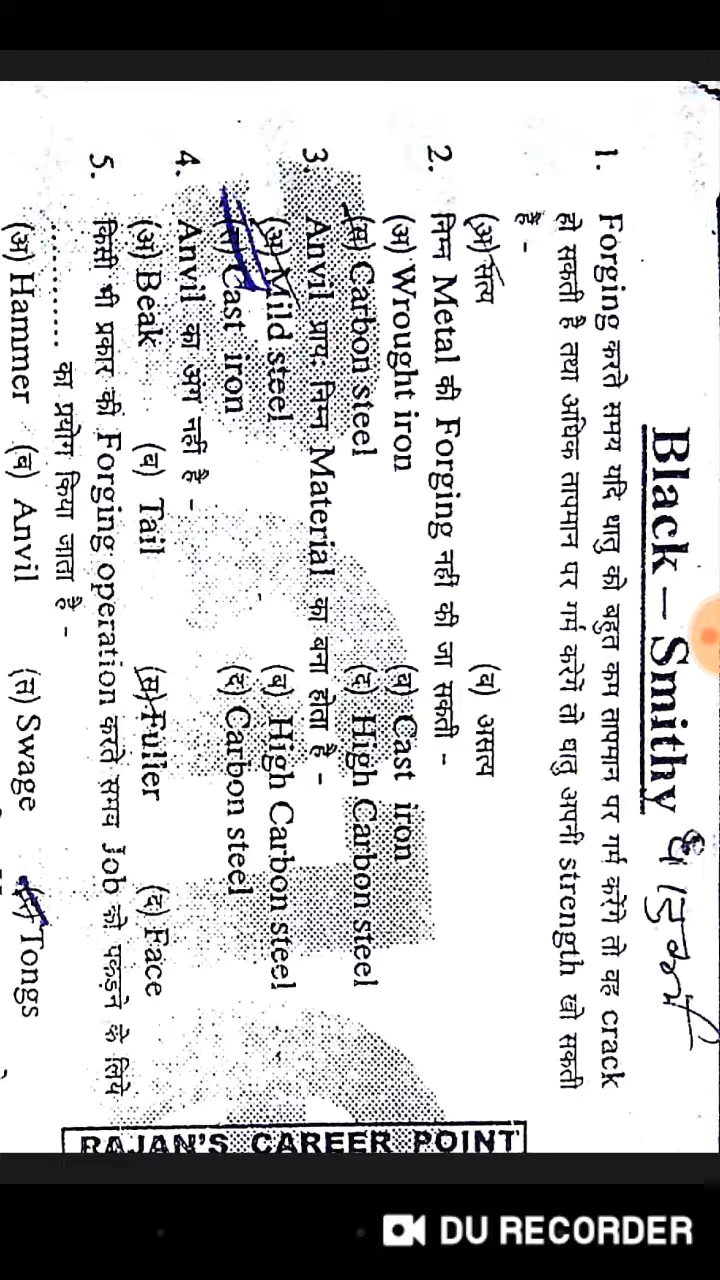 Black – Smithy
1. Forging करते समय यदि धातु को बहुत कम तापमान पर गर्म करेंगे तो वह crack
हो सकती है तथा अधिक तापमान पर गर्म करेंगे तो धातु अपनी strength खो सकती
है -
(अ) सत्य (ब) असत्य
2. निम्न Metal की Forging नही की जा सकती -
(अ) Wrought iron (ब) Cast iron
(स) Carbon steel (द) High Carbon steel
3. Anvil प्रायः निम्न Material का बना होता है -
(अ) Mild steel (ब) High Carbon steel
(स) Cast iron (द) Carbon steel
4. Anvil का अंग नहीं है -
(अ) Beak (ब) Tail (स) Fuller (द) Face
5. किसी भी प्रकार की Forging operation करते समय Job को पकड़ने के लिये
........... का प्रयोग किया जाता है -
(अ) Hammer (ब) Anvil (स) Swage (द) Tongs
RAJAN'S CAREER POINT
DU RECORDER